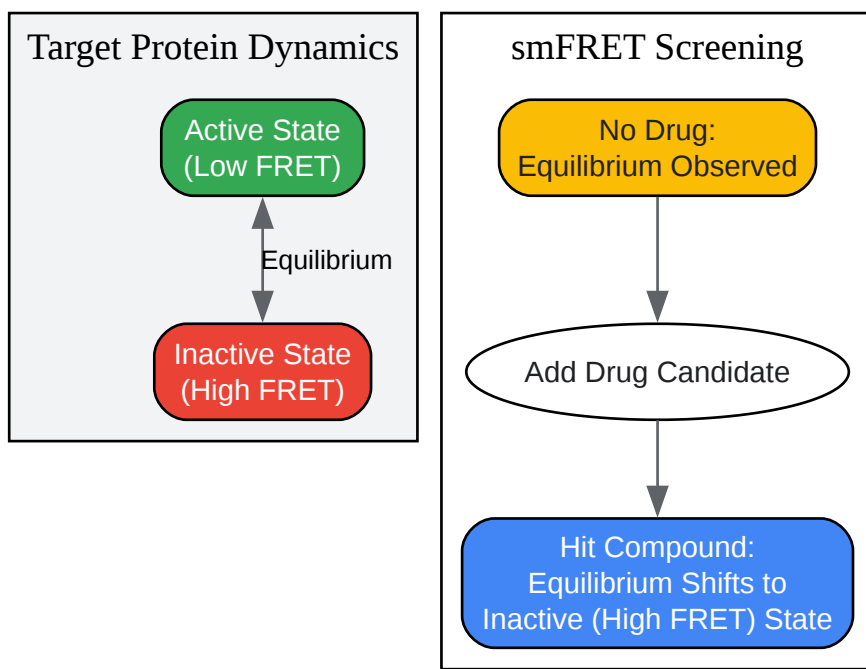 Target Protein Dynamics
Active State
(Low FRET)
Equilibrium
Inactive State
(High FRET)
smFRET Screening
No Drug:
Equilibrium Observed
Add Drug Candidate
Hit Compound:
Equilibrium Shifts to
Inactive (High FRET) State